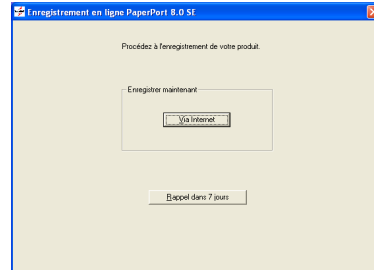 Enregistrement en ligne PaperPort 8.0 SE
Procédez à l'enregistrement de votre produit.
Enregistrer maintenant
Via Internet
Rappel dans 7 jours